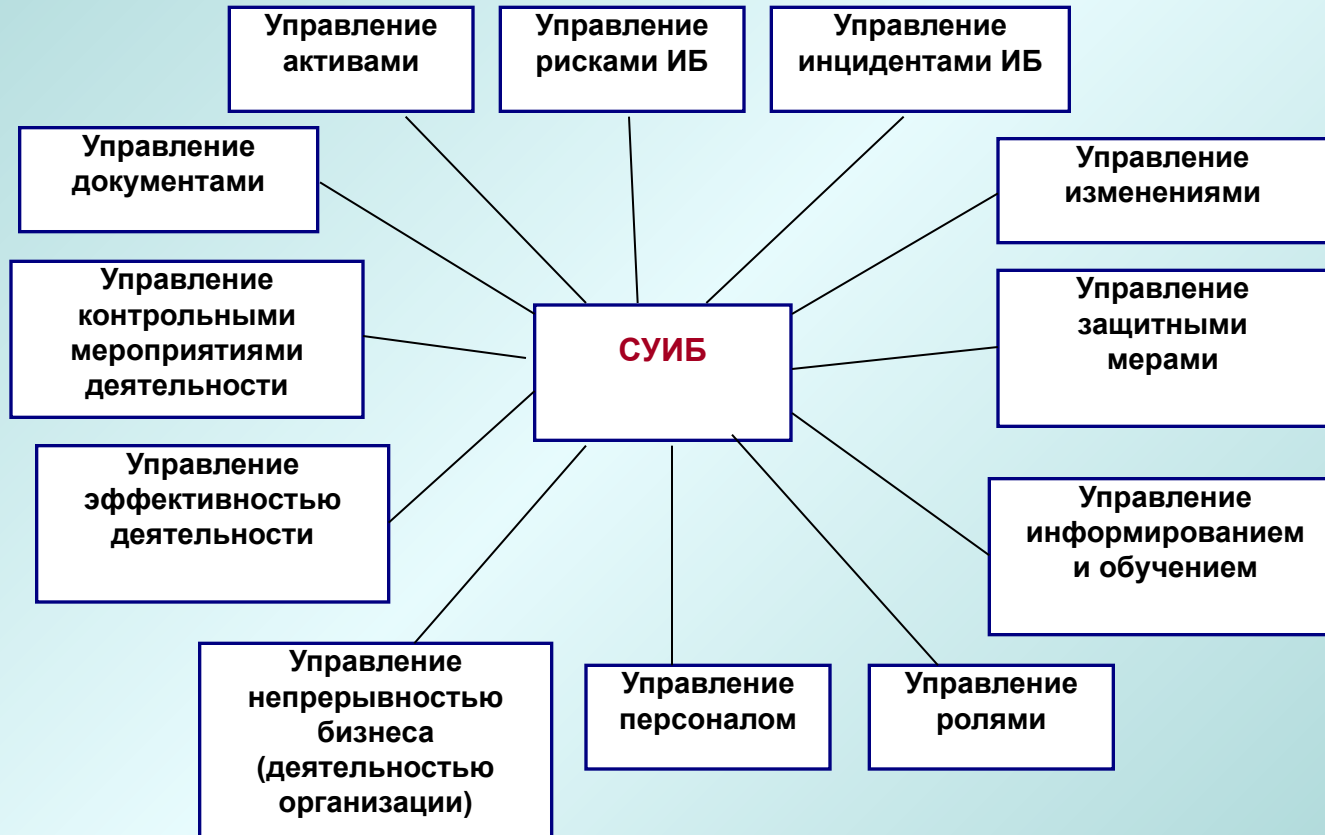 Управление
активами
Управление
рисками ИБ
Управление
инцидентами ИБ
Управление
документами
Управление
изменениями
Управление
контрольными
мероприятиями
деятельности
СУИБ
Управление
защитными
мерами
Управление
эффективностью
деятельности
Управление
информированием
и обучением
Управление
непрерывностью
бизнеса
(деятельностью
организации)
Управление
персоналом
Управление
ролями